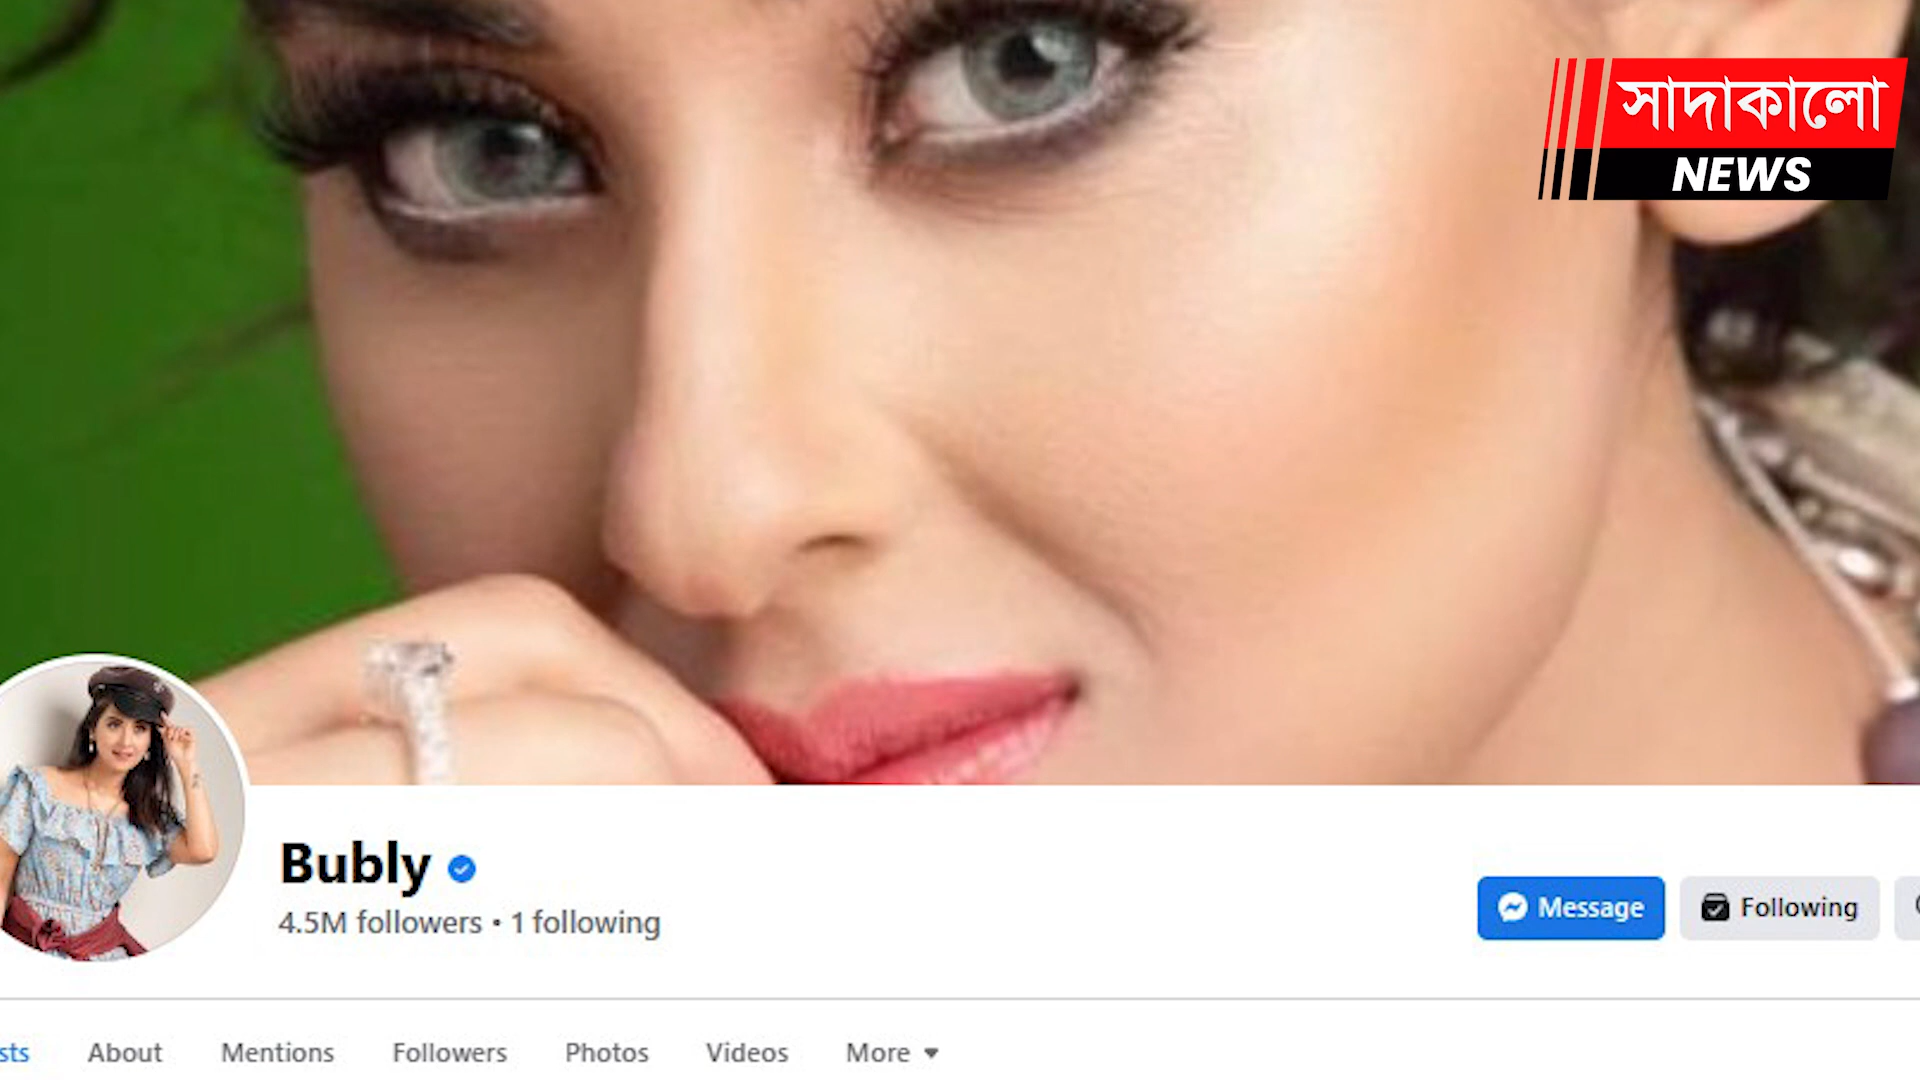 সাদাকালো
NEWS
Bubly
4.5M followers • 1 following
Message
Following
sts
About
Mentions
Followers
Photos
Videos
More